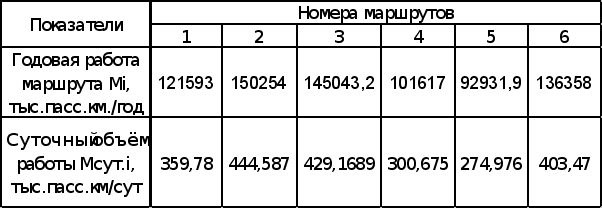 Показатели Номера маршрутов
1 2 3 4 5 6
Годовая работа
маршрута Mi, 121593 150254 145043,2 101617 92931,9 136358
тыс.пасс.км./год
Суточныйобъём
работы Mсут.i, 359,78 444,587 429,1689 300,675 274,976 403,47
тыс.пасс.км/сут